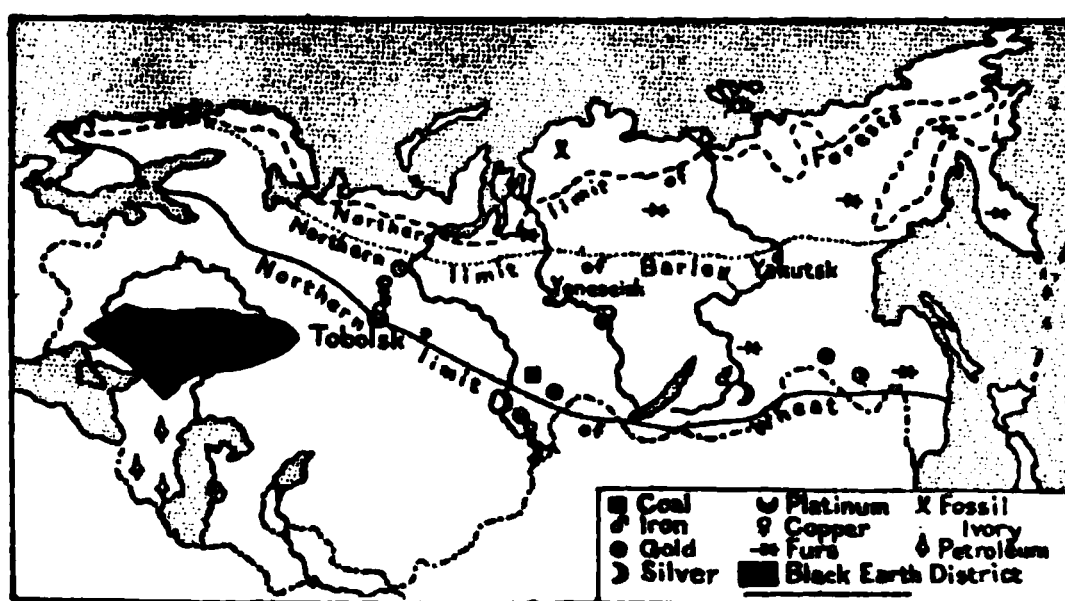 Northern limit of Forests
Northern limit of Barley
Northern limit of Wheat
Yakutsk
Yeneseisk
Tobolsk
Coal
Platinum
Fossil Ivory
Iron
Copper
Gold
Furs
Petroleum
Silver
Black Earth District